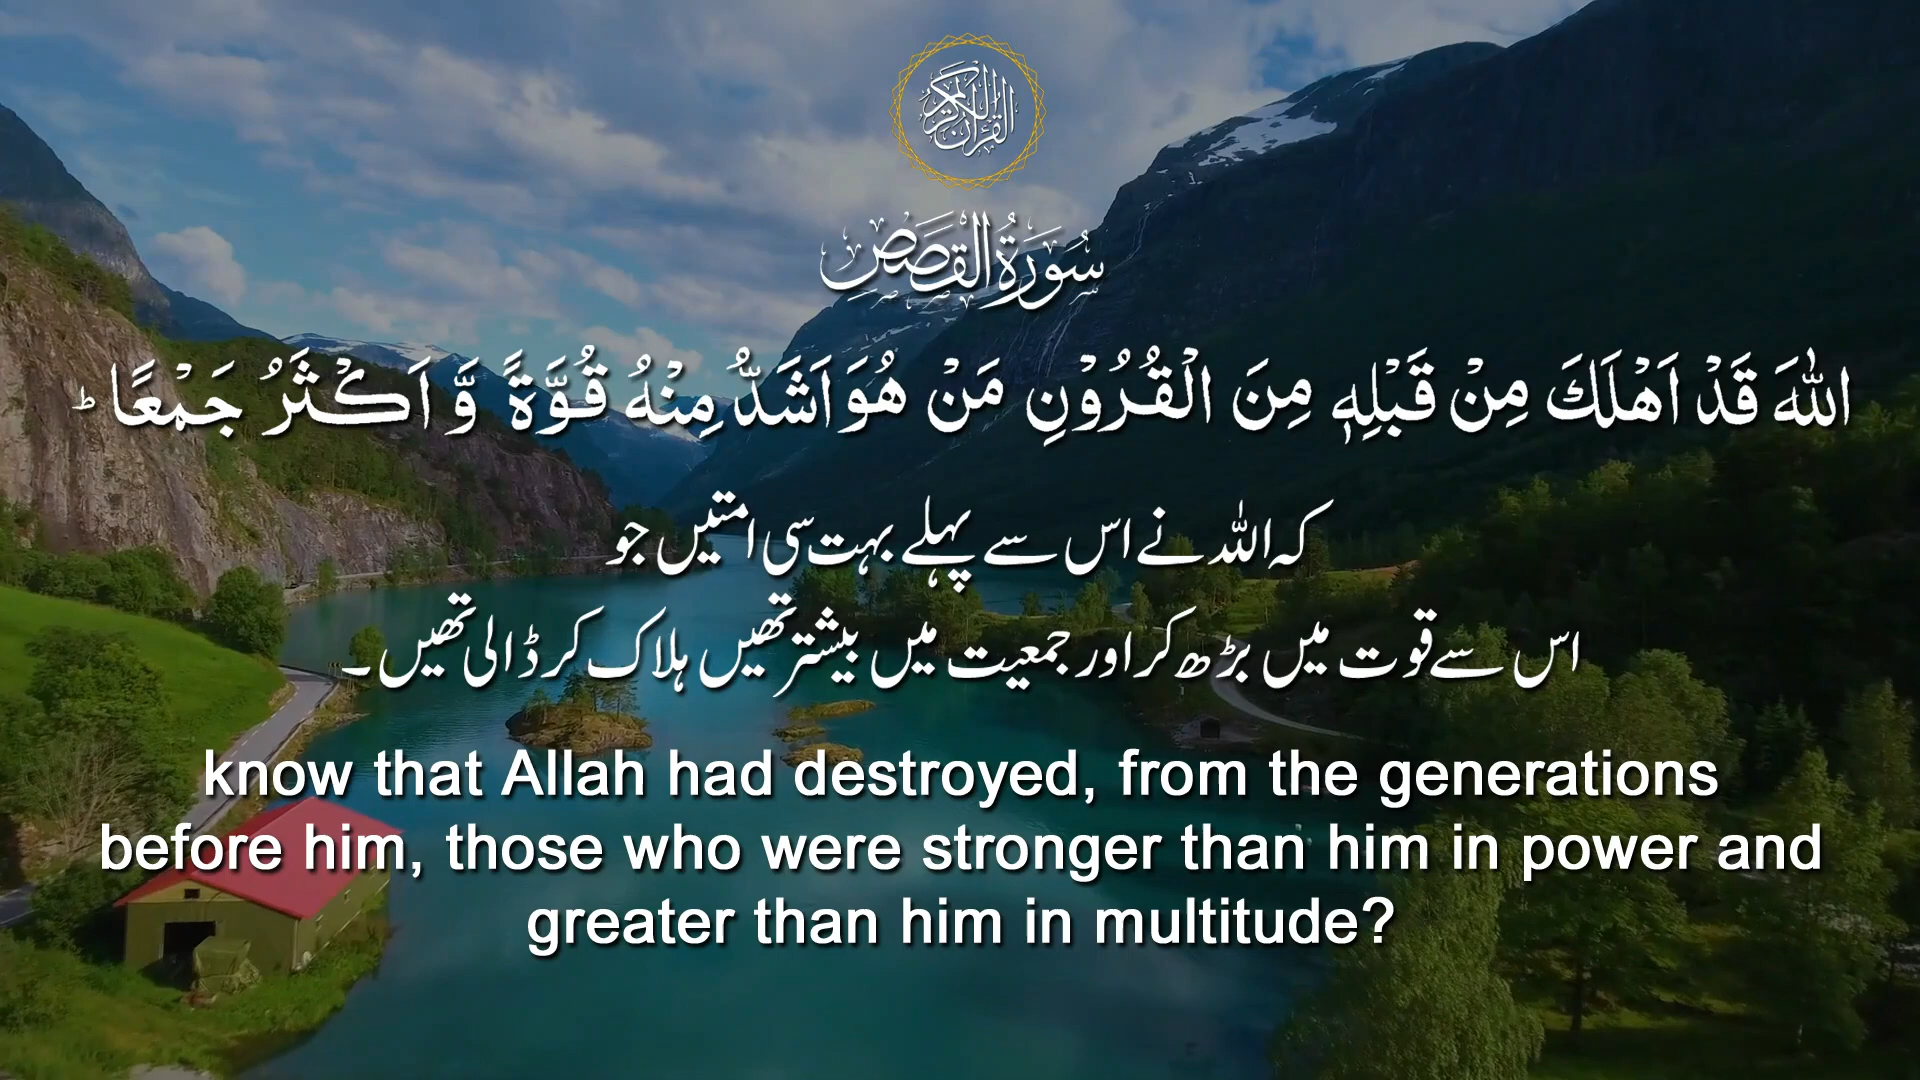 القرآن الكريم
سُوْرَةُ الْقَصَصِ
اللّٰهَ قَدْ اَهْلَكَ مِنْ قَبْلِهٖ مِنَ الْقُرُوْنِ مَنْ هُوَ اَشَدُّ مِنْهُ قُوَّةً وَّ اَكْثَرُ جَمْعًا ؕ
کہ اللہ نے اس سے پہلے بہت سی امتیں جو
اس سے قوت میں بڑھ کر اور جمعیت میں بیشتر تھیں ہلاک کر ڈالی تھیں۔
know that Allah had destroyed, from the generations
before him, those who were stronger than him in power and
greater than him in multitude?